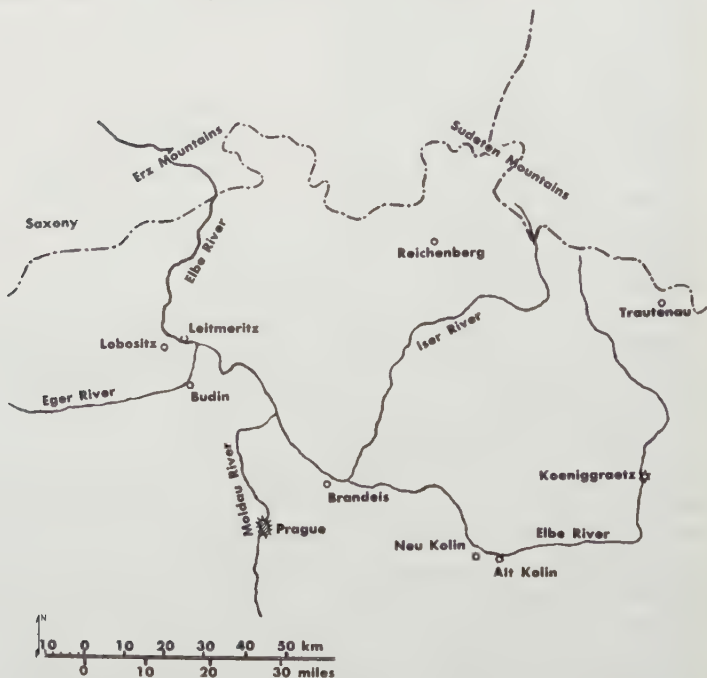 Erz Mountains
Sudeten Mountains
Saxony
Elbe River
Reichenberg
Trautenau
Iser River
Leitmeritz
Lobositz
Eger River
Budin
Moldau River
Koeniggraetz
Brandeis
Prague
Elbe River
Neu Kolin
Alt Kolin
N
10 0 20 30 40 50 km
0 10 20 30 miles